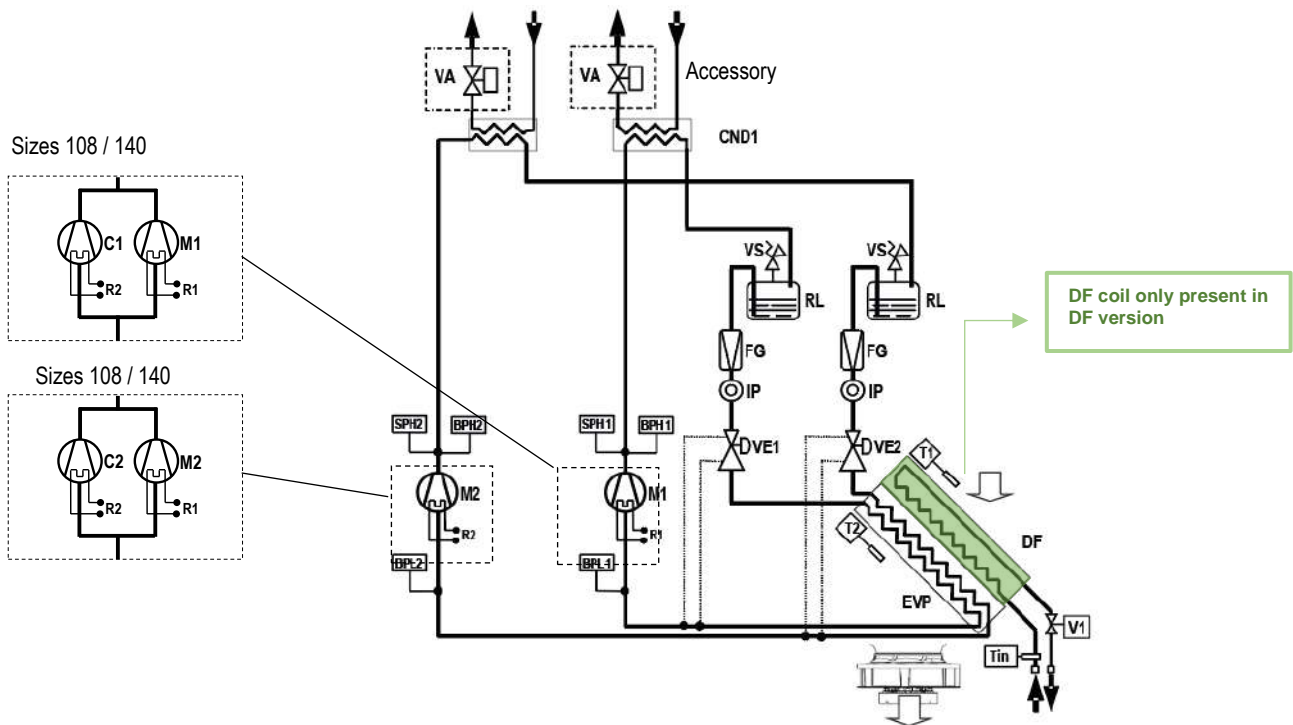 VA
VA
Accessory
CND1
Sizes 108 / 140
C1
M1
R2
R1
VS
VS
RL
RL
DF coil only present in
DF version
FG
FG
Sizes 108 / 140
IP
IP
SPH2
BPH2
SPH1
BPH1
VE1
VE2
T1
C2
M2
R2
R1
M2
M1
R2
R1
T2
DF
BPL2
BPL1
EVP
V1
Tin